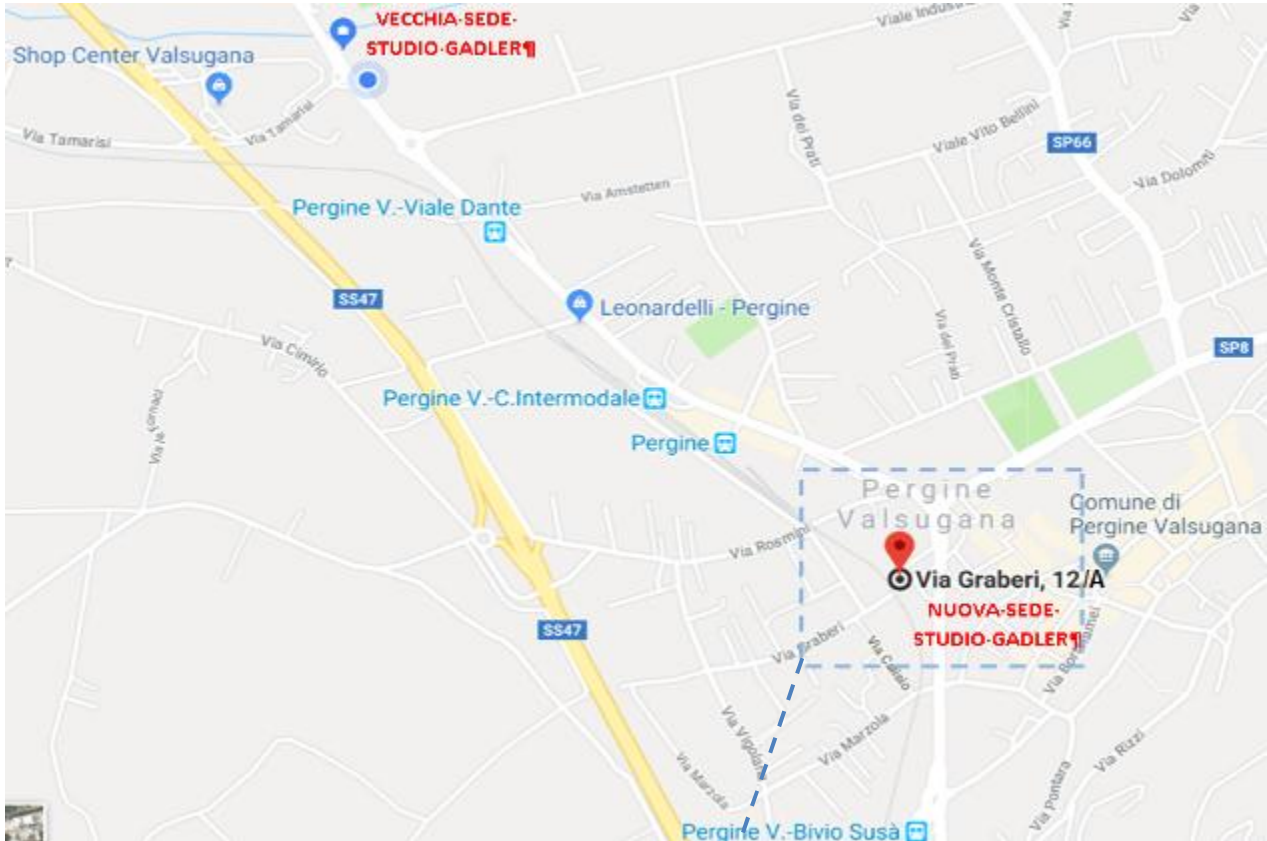 VECCHIA-SEDE-
STUDIO-GADLER¶
Viale Indust
Shop Center Valsugana
Via Tamarisi
Via Tamarisi
Via dei Prati
Viale Vito Bellini
SP66
Via Dolomiti
Via Amstetten
Pergine V.-Viale Dante
Via Monte Cristallo
SS47
Leonardelli - Pergine
Via dei Prati
SP8
Via Cimirlo
Pergine V.-C.Intermodale
Via le Fornaci
Pergine
Pergine
Valsugana
Comune di
Pergine Valsugana
Via Rosmini
Via Graberi, 12/A
NUOVA-SEDE-
STUDIO-GADLER¶
SS47
Via Graberi
Via Caisio
Via Marzola
Via Vigolana
Via Rizzi
Via Marzola
Via Pontara
Pergine V.-Bivio Susà